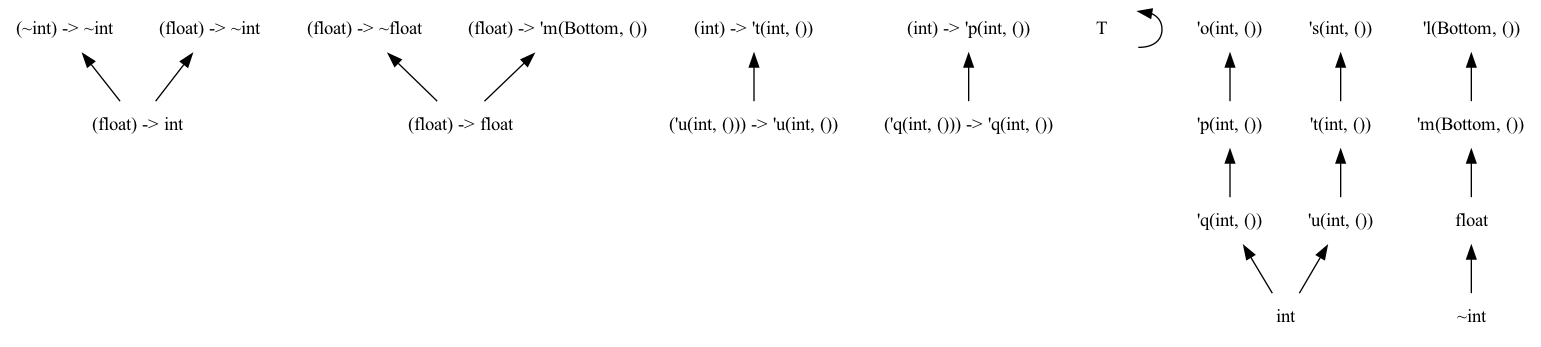 (~int) -> ~int (float) -> ~int (float) -> ~float (float) -> 'm(Bottom, ()) (int) -> 't(int, ()) (int) -> 'p(int, ()) T 'o(int, ()) 's(int, ()) 'l(Bottom, ())
(float) -> int (float) -> float ('u(int, ())) -> 'u(int, ()) ('q(int, ())) -> 'q(int, ()) 'p(int, ()) 't(int, ()) 'm(Bottom, ())
'q(int, ()) 'u(int, ()) float
int ~int